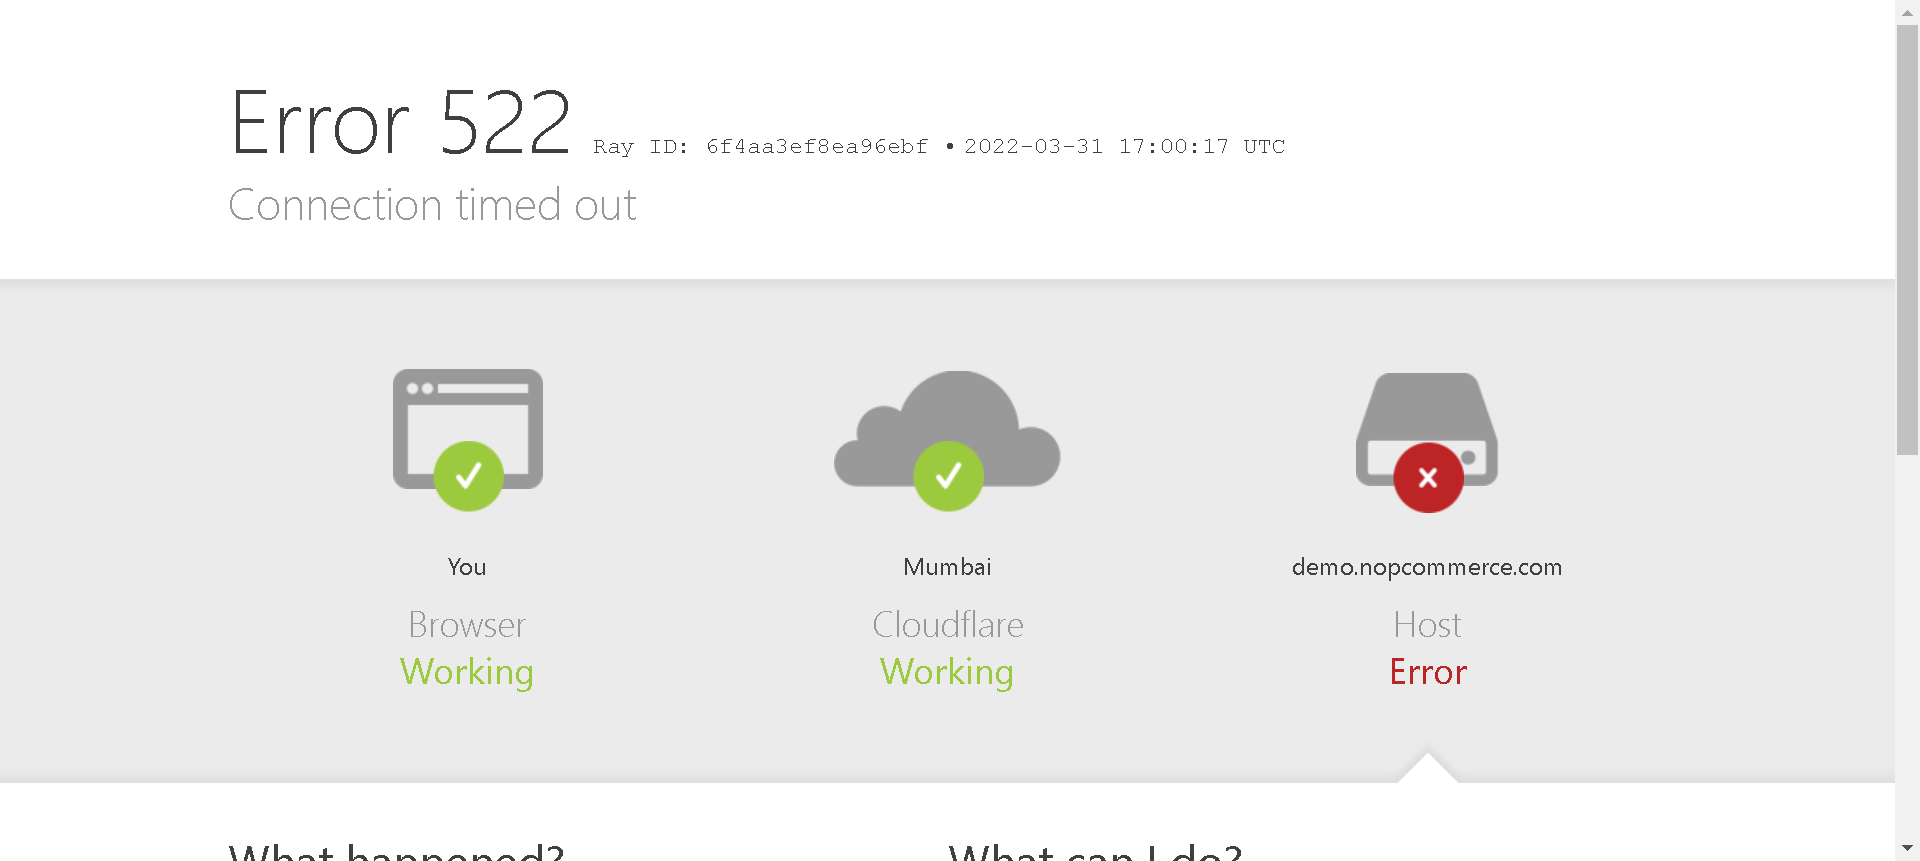 Error 522 Ray ID: 6f4aa3ef8ea96ebf • 2022-03-31 17:00:17 UTC
Connection timed out
You
Mumbai
demo.nopcommerce.com
Browser
Cloudflare
Host
Working
Working
Error
What happened?
What can I do?